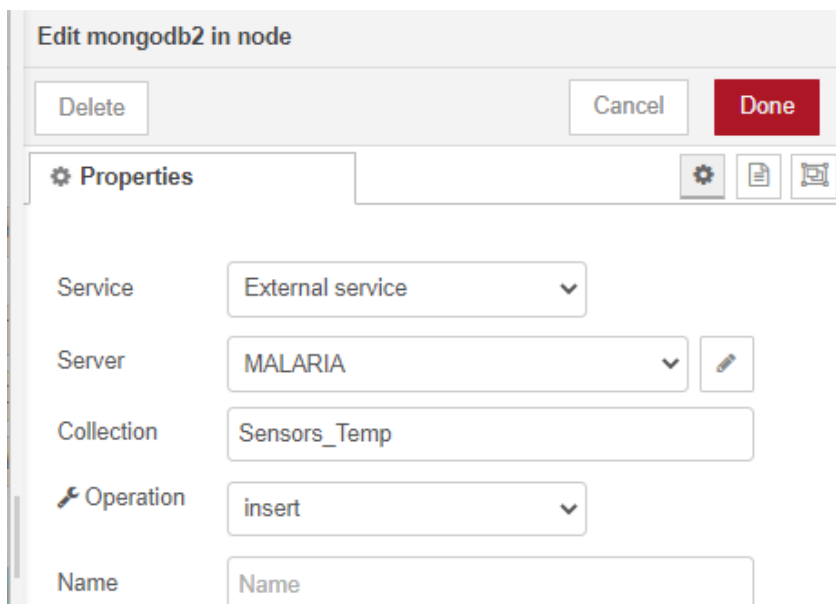 Edit mongodb2 in node
Delete Cancel Done
Properties
Service External service
Server MALARIA
Collection Sensors_Temp
Operation insert
Name Name